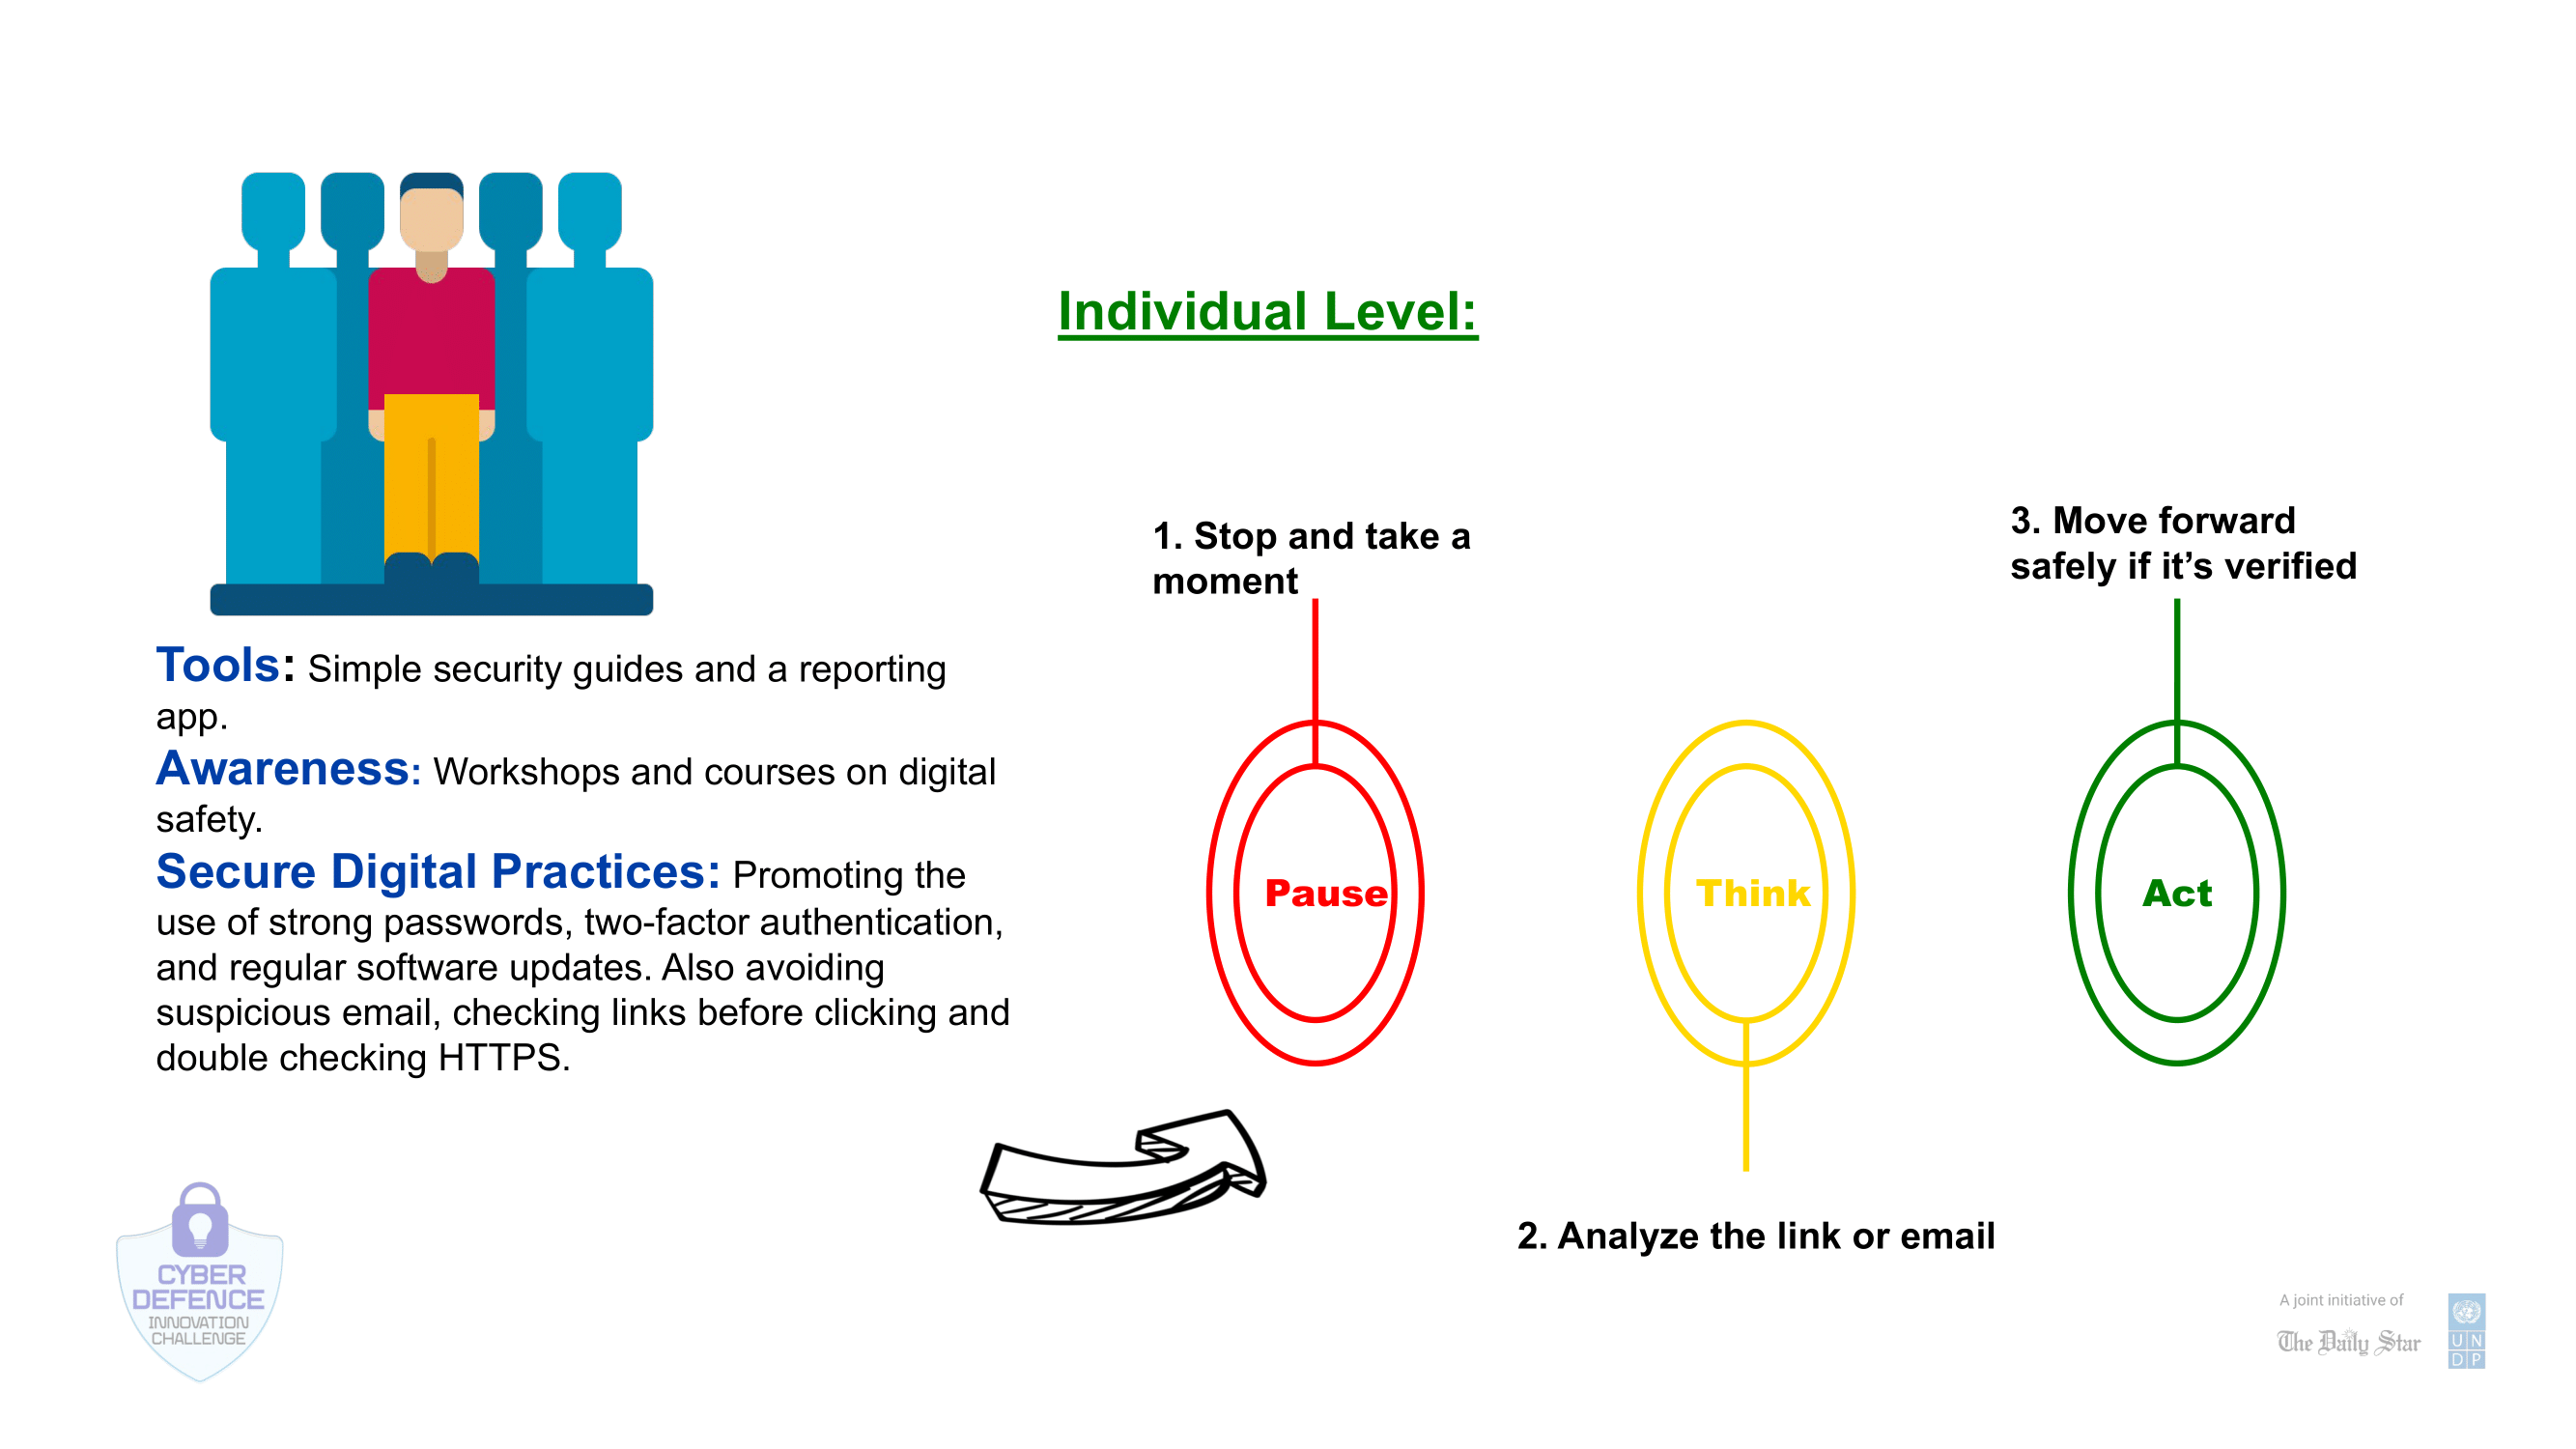 Individual Level:
Tools: Simple security guides and a reporting
app.
Awareness: Workshops and courses on digital
safety.
Secure Digital Practices: Promoting the
use of strong passwords, two-factor authentication,
and regular software updates. Also avoiding
suspicious email, checking links before clicking and
double checking HTTPS.
1. Stop and take a
moment
Pause
Think
2. Analyze the link or email
3. Move forward
safely if it’s verified
Act
CYBER
DEFENCE
INNOVATION
CHALLENGE
A joint initiative of
The Daily Star
UN
DP